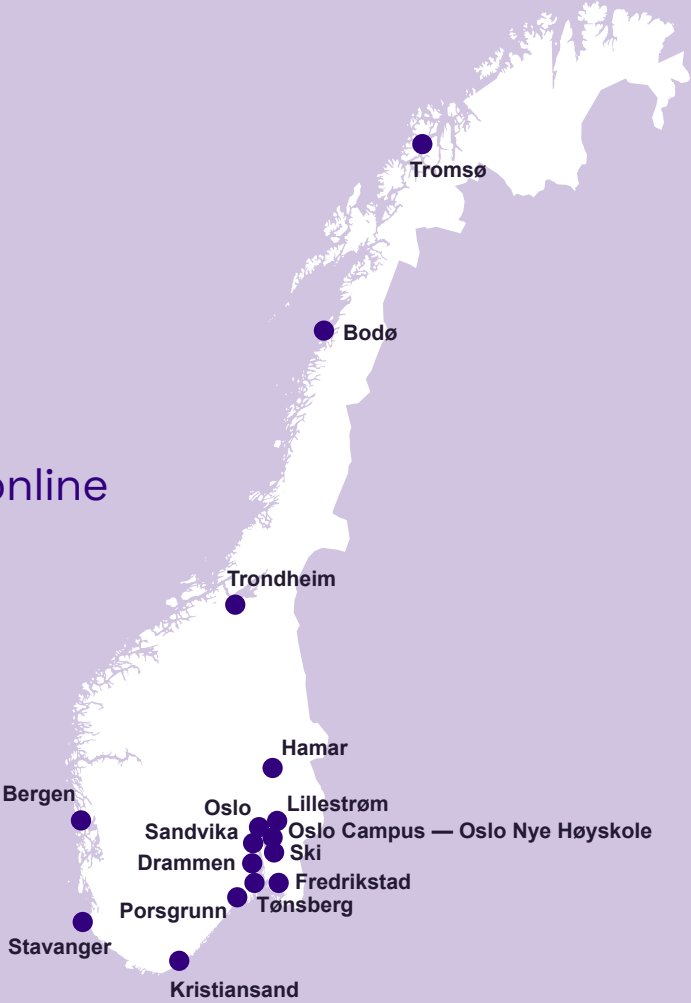 Tromsø
Bodø
online
Trondheim
Hamar
Bergen
Oslo
Lillestrøm
Sandvika
Oslo Campus — Oslo Nye Høyskole
Ski
Drammen
Fredrikstad
Tønsberg
Porsgrunn
Stavanger
Kristiansand